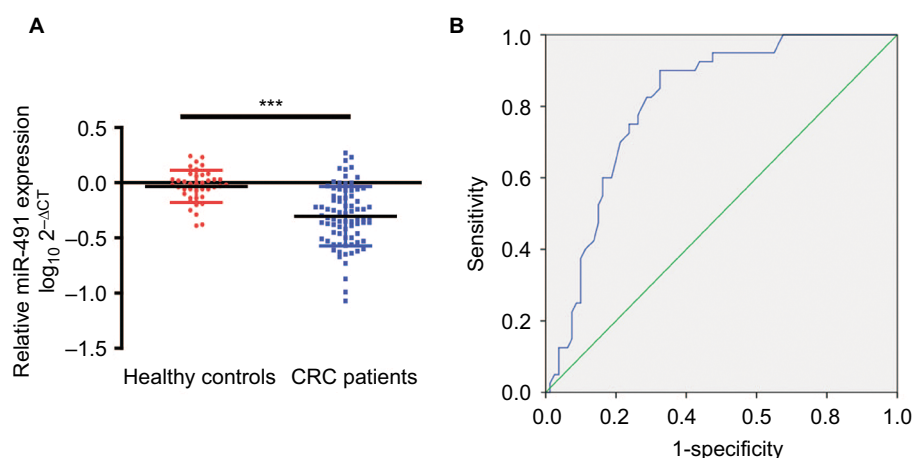 A
Relative miR-491 expression
log10 2−ΔCT
***
0.5
0.0
−0.5
−1.0
−1.5
Healthy controls
CRC patients
B
Sensitivity
1.0
0.8
0.6
0.4
0.2
0.0
0.0
0.2
0.4
0.5
0.8
1.0
1-specificity